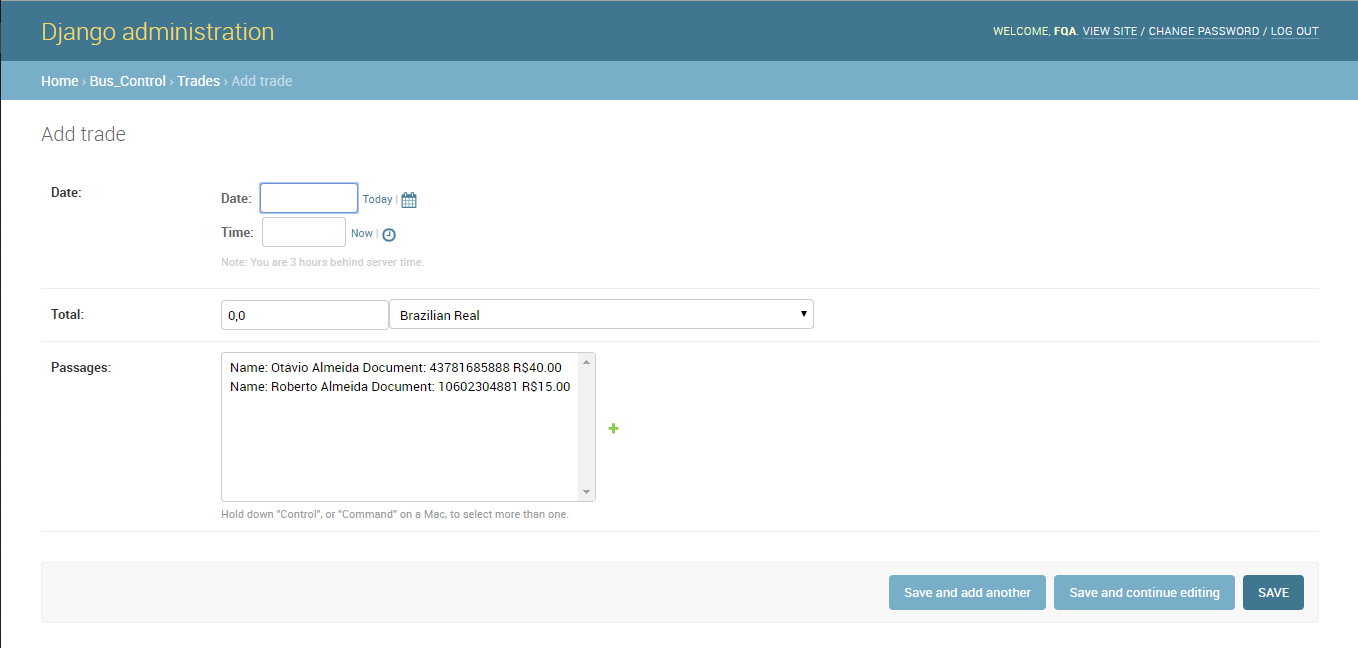 Django administration
WELCOME, FQA. VIEW SITE / CHANGE PASSWORD / LOG OUT
Home › Bus_Control › Trades › Add trade
Add trade
Date:
Date: Today |
Time: Now |
Note: You are 3 hours behind server time.
Total: 0,0 Brazilian Real
Passages:
Name: Otávio Almeida Document: 43781685888 R$40.00
Name: Roberto Almeida Document: 10602304881 R$15.00
Hold down "Control", or "Command" on a Mac, to select more than one.
Save and add another Save and continue editing SAVE